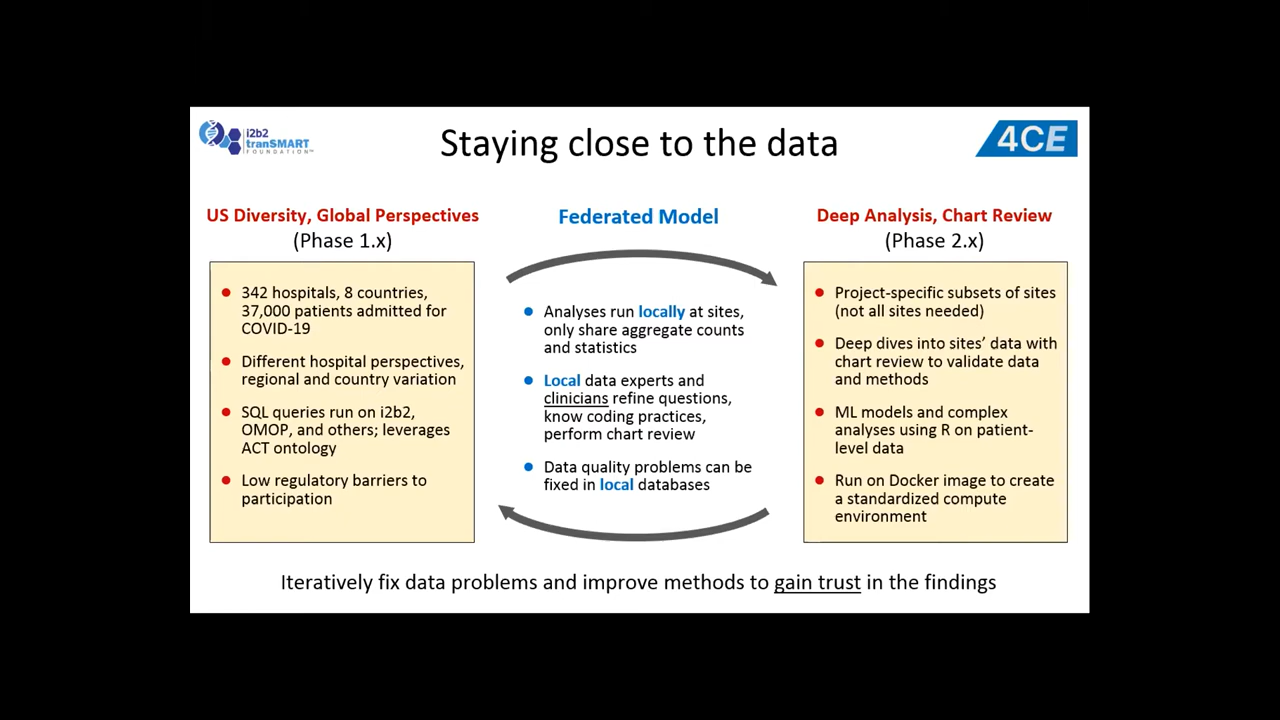 i2b2
tranSMART
FOUNDATION™
Staying close to the data
4CE
US Diversity, Global Perspectives
(Phase 1.x)
342 hospitals, 8 countries,
37,000 patients admitted for
COVID-19
Different hospital perspectives,
regional and country variation
SQL queries run on i2b2,
OMOP, and others; leverages
ACT ontology
Low regulatory barriers to
participation
Federated Model
Analyses run locally at sites,
only share aggregate counts
and statistics
Local data experts and
clinicians refine questions,
know coding practices,
perform chart review
Data quality problems can be
fixed in local databases
Deep Analysis, Chart Review
(Phase 2.x)
Project-specific subsets of sites
(not all sites needed)
Deep dives into sites’ data with
chart review to validate data
and methods
ML models and complex
analyses using R on patient-
level data
Run on Docker image to create
a standardized compute
environment
Iteratively fix data problems and improve methods to gain trust in the findings